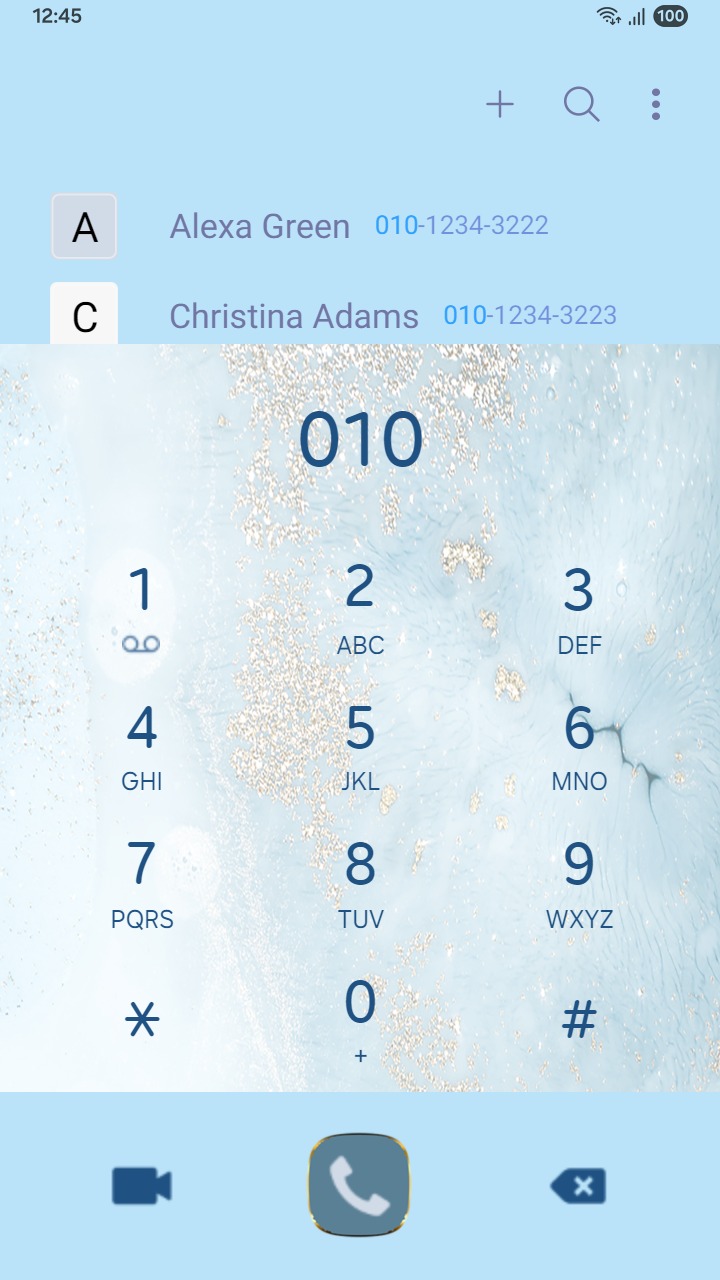 12:45 100
A Alexa Green 010-1234-3222
C Christina Adams 010-1234-3223
010
1 2 3
ABC DEF
4 5 6
GHI JKL MNO
7 8 9
PQRS TUV WXYZ
* 0 #
+